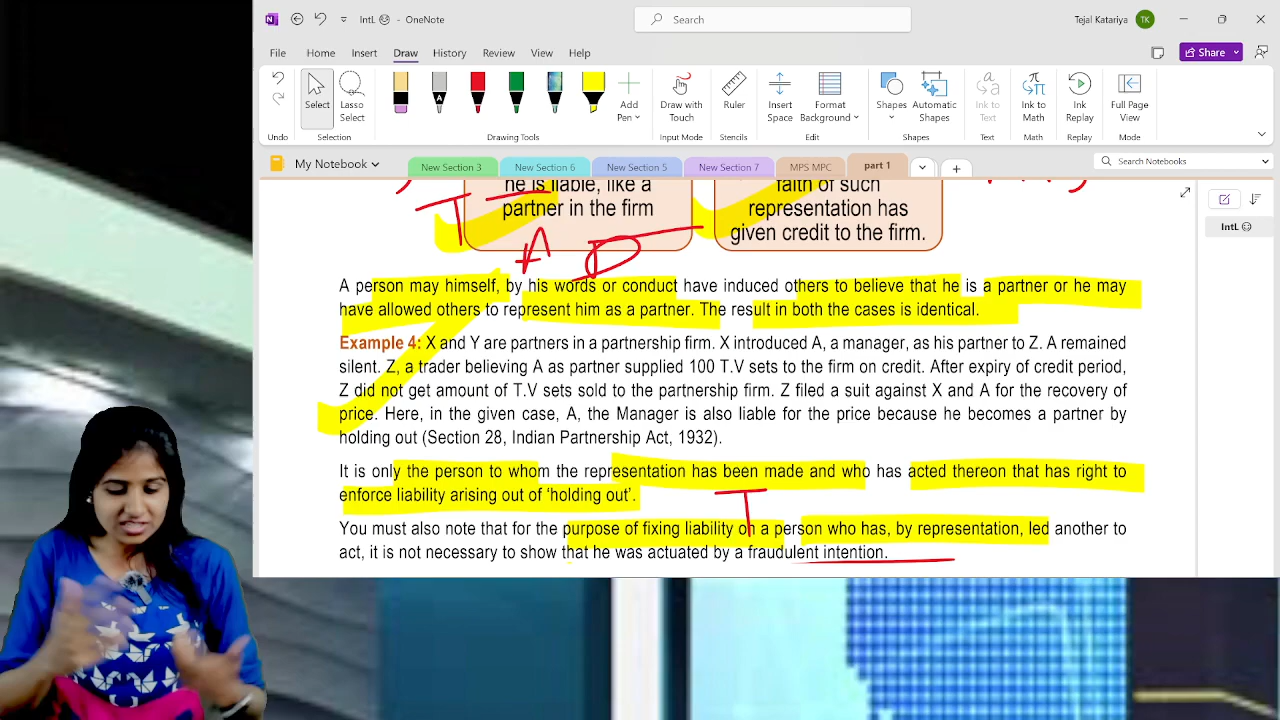 IntL - OneNote
Search
Tejal Katariya TK
File Home Insert Draw History Review View Help
Share
Select
Lasso Select
Add Pen
Draw with Touch
Ruler
Insert Space
Format Background
Shapes
Automatic Shapes
Ink to Text
Ink to Math
Ink Replay
Full Page View
Undo Selection Drawing Tools Input Mode Stencils Edit Shapes Text Math Replay Mode
My Notebook New Section 3 New Section 6 New Section 5 New Section 7 MPS MPC part 1
Search Notebooks
IntL
he is liable, like a
partner in the firm
faith of such
representation has
given credit to the firm.
T
A D
A person may himself, by his words or conduct have induced others to believe that he is a partner or he may
have allowed others to represent him as a partner. The result in both the cases is identical.
Example 4: X and Y are partners in a partnership firm. X introduced A, a manager, as his partner to Z. A remained
silent. Z, a trader believing A as partner supplied 100 T.V sets to the firm on credit. After expiry of credit period,
Z did not get amount of T.V sets sold to the partnership firm. Z filed a suit against X and A for the recovery of
price. Here, in the given case, A, the Manager is also liable for the price because he becomes a partner by
holding out (Section 28, Indian Partnership Act, 1932).
It is only the person to whom the representation has been made and who has acted thereon that has right to
enforce liability arising out of ‘holding out’.
T
You must also note that for the purpose of fixing liability on a person who has, by representation, led another to
act, it is not necessary to show that he was actuated by a fraudulent intention.